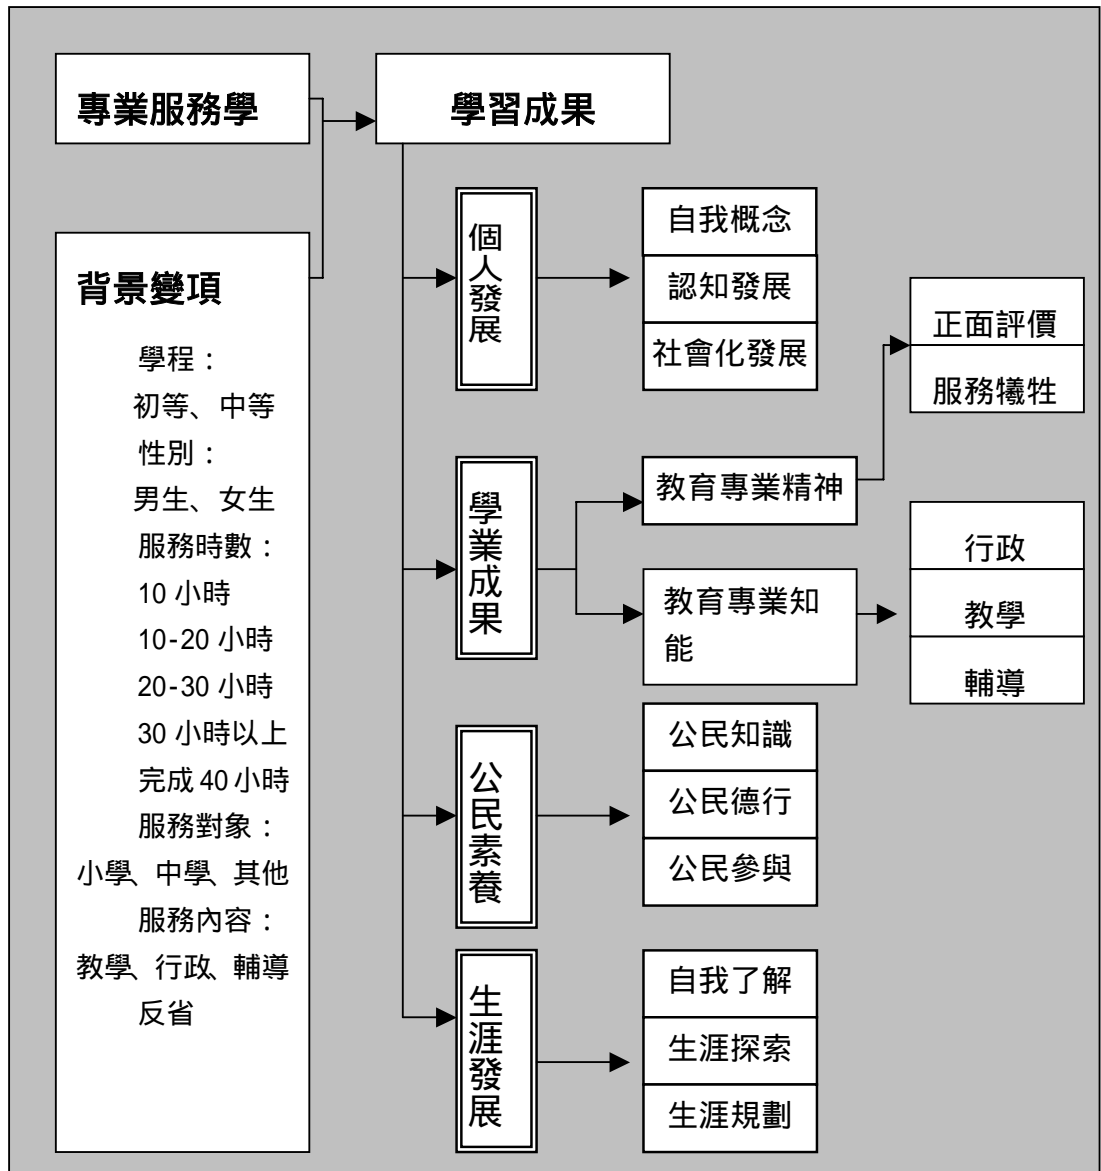 專業服務學
學習成果
背景變項
學程：
初等、中等
性別：
男生、女生
服務時數：
10 小時
10-20 小時
20-30 小時
30 小時以上
完成 40 小時
服務對象：
小學、中學、其他
服務內容：
教學、行政、輔導
反省
個人發展
自我概念
認知發展
社會化發展
學業成果
教育專業精神
正面評價
服務犧牲
教育專業知
能
行政
教學
輔導
公民素養
公民知識
公民德行
公民參與
生涯發展
自我了解
生涯探索
生涯規劃